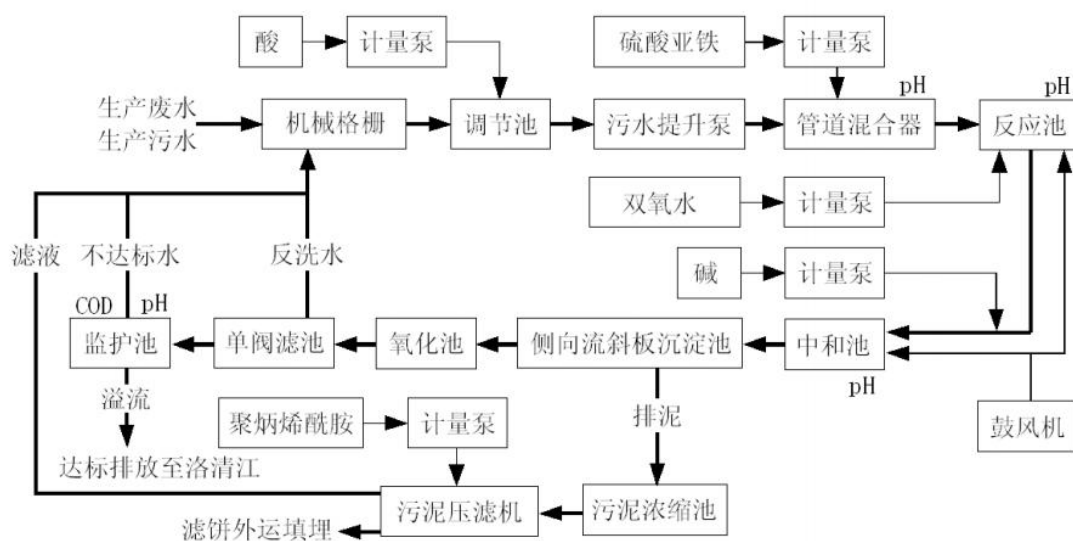 酸
计量泵
硫酸亚铁
计量泵
生产废水
生产污水
机械格栅
调节池
污水提升泵
管道混合器
pH
反应池
pH
双氧水
计量泵
碱
计量泵
滤液
不达标水
反洗水
COD
pH
监护池
单阀滤池
氧化池
侧向流斜板沉淀池
中和池
pH
溢流
排泥
鼓风机
聚炳烯酰胺
计量泵
达标排放至洛清江
污泥压滤机
污泥浓缩池
滤饼外运填埋